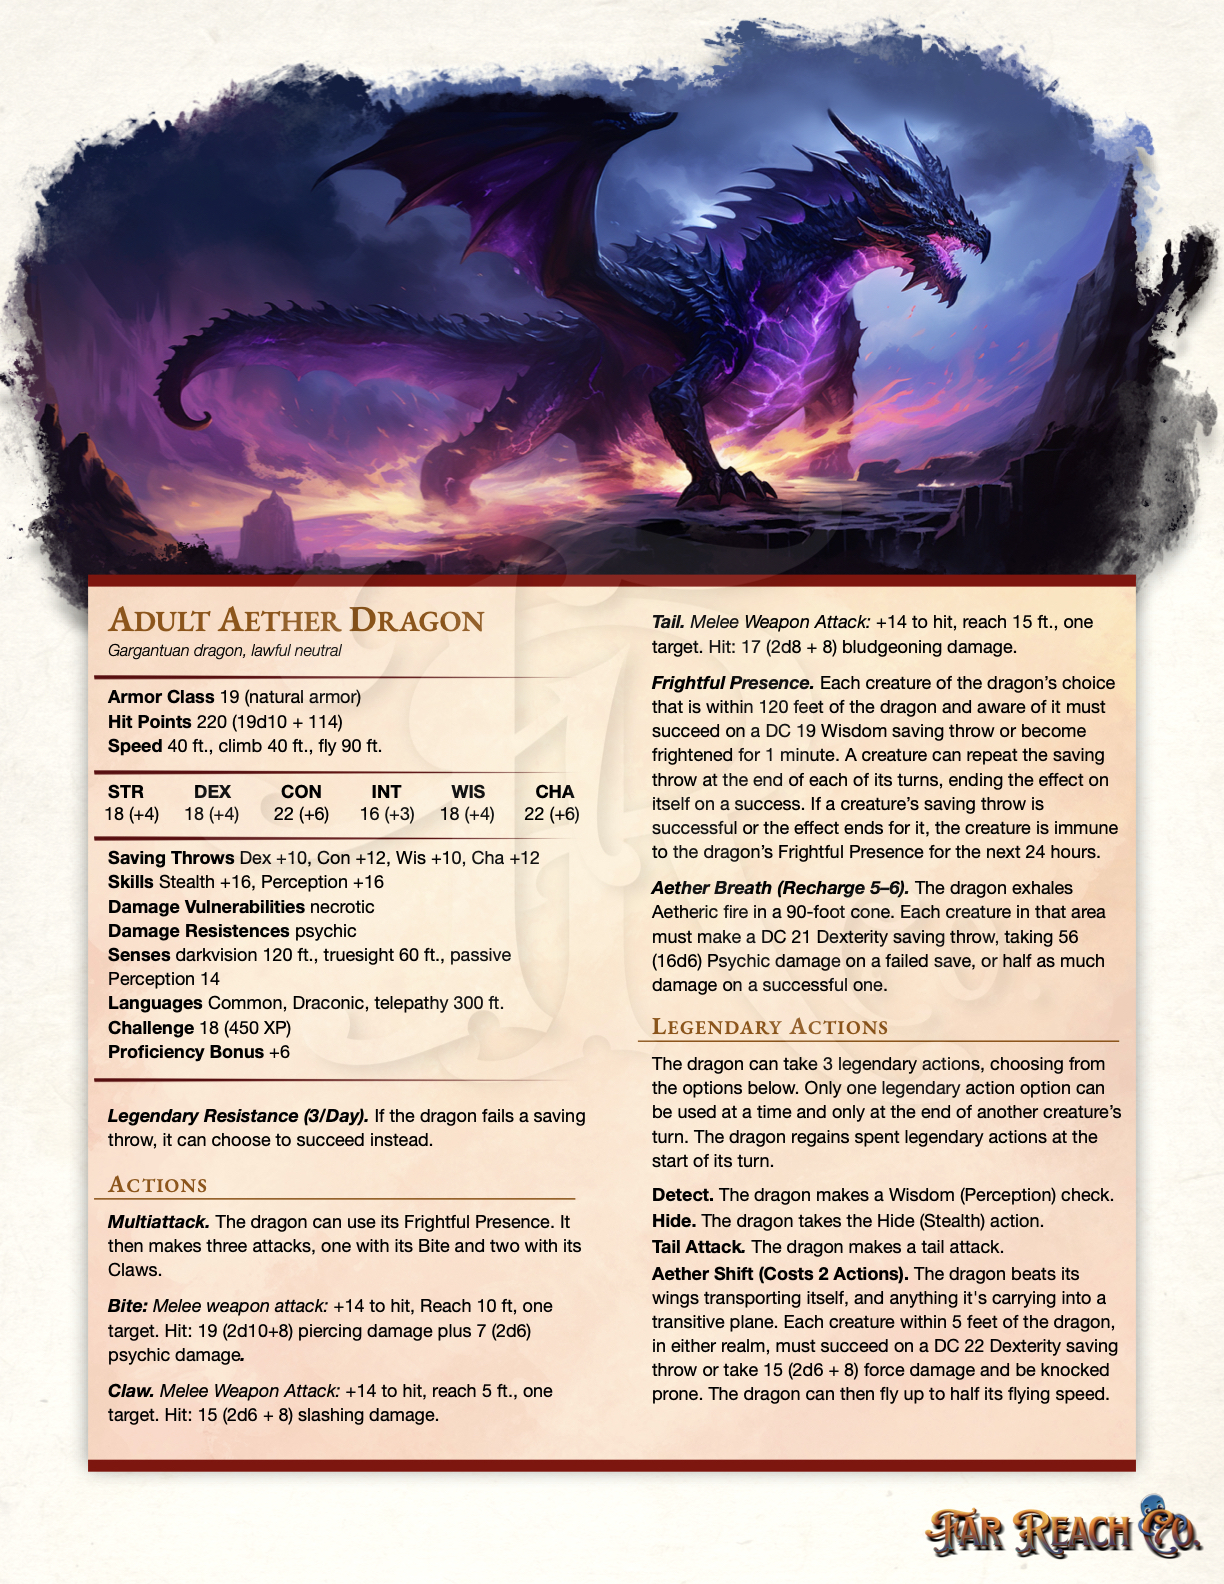 Adult Aether Dragon
Gargantuan dragon, lawful neutral
Armor Class 19 (natural armor)
Hit Points 220 (19d10 + 114)
Speed 40 ft., climb 40 ft., fly 90 ft.
STR DEX CON INT WIS CHA
18 (+4) 18 (+4) 22 (+6) 16 (+3) 18 (+4) 22 (+6)
Saving Throws Dex +10, Con +12, Wis +10, Cha +12
Skills Stealth +16, Perception +16
Damage Vulnerabilities necrotic
Damage Resistences psychic
Senses darkvision 120 ft., truesight 60 ft., passive
Perception 14
Languages Common, Draconic, telepathy 300 ft.
Challenge 18 (450 XP)
Proficiency Bonus +6
Legendary Resistance (3/Day). If the dragon fails a saving
throw, it can choose to succeed instead.
Actions
Multiattack. The dragon can use its Frightful Presence. It
then makes three attacks, one with its Bite and two with its
Claws.
Bite: Melee weapon attack: +14 to hit, Reach 10 ft, one
target. Hit: 19 (2d10+8) piercing damage plus 7 (2d6)
psychic damage.
Claw. Melee Weapon Attack: +14 to hit, reach 5 ft., one
target. Hit: 15 (2d6 + 8) slashing damage.
Tail. Melee Weapon Attack: +14 to hit, reach 15 ft., one
target. Hit: 17 (2d8 + 8) bludgeoning damage.
Frightful Presence. Each creature of the dragon’s choice
that is within 120 feet of the dragon and aware of it must
succeed on a DC 19 Wisdom saving throw or become
frightened for 1 minute. A creature can repeat the saving
throw at the end of each of its turns, ending the effect on
itself on a success. If a creature’s saving throw is
successful or the effect ends for it, the creature is immune
to the dragon’s Frightful Presence for the next 24 hours.
Aether Breath (Recharge 5–6). The dragon exhales
Aetheric fire in a 90-foot cone. Each creature in that area
must make a DC 21 Dexterity saving throw, taking 56
(16d6) Psychic damage on a failed save, or half as much
damage on a successful one.
Legendary Actions
The dragon can take 3 legendary actions, choosing from
the options below. Only one legendary action option can
be used at a time and only at the end of another creature’s
turn. The dragon regains spent legendary actions at the
start of its turn.
Detect. The dragon makes a Wisdom (Perception) check.
Hide. The dragon takes the Hide (Stealth) action.
Tail Attack. The dragon makes a tail attack.
Aether Shift (Costs 2 Actions). The dragon beats its
wings transporting itself, and anything it's carrying into a
transitive plane. Each creature within 5 feet of the dragon,
in either realm, must succeed on a DC 22 Dexterity saving
throw or take 15 (2d6 + 8) force damage and be knocked
prone. The dragon can then fly up to half its flying speed.
Far Reach Co.